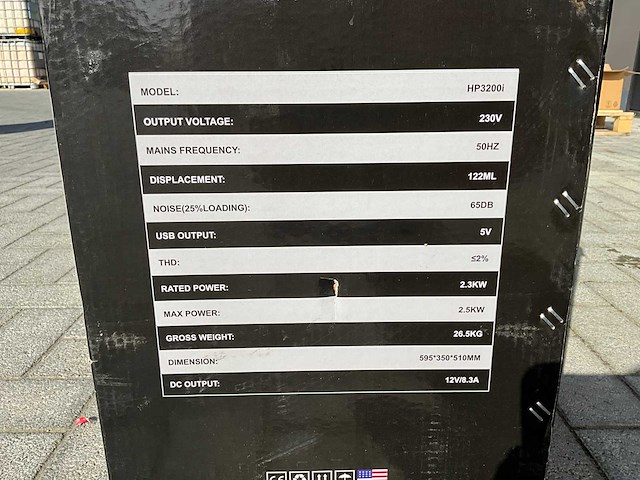 MODEL: HP3200i
OUTPUT VOLTAGE: 230V
MAINS FREQUENCY: 50HZ
DISPLACEMENT: 122ML
NOISE(25%LOADING): 65DB
USB OUTPUT: 5V
THD: ≤2%
RATED POWER: 2.3KW
MAX POWER: 2.5KW
GROSS WEIGHT: 26.5KG
DIMENSION: 595*350*510MM
DC OUTPUT: 12V/8.3A
CE